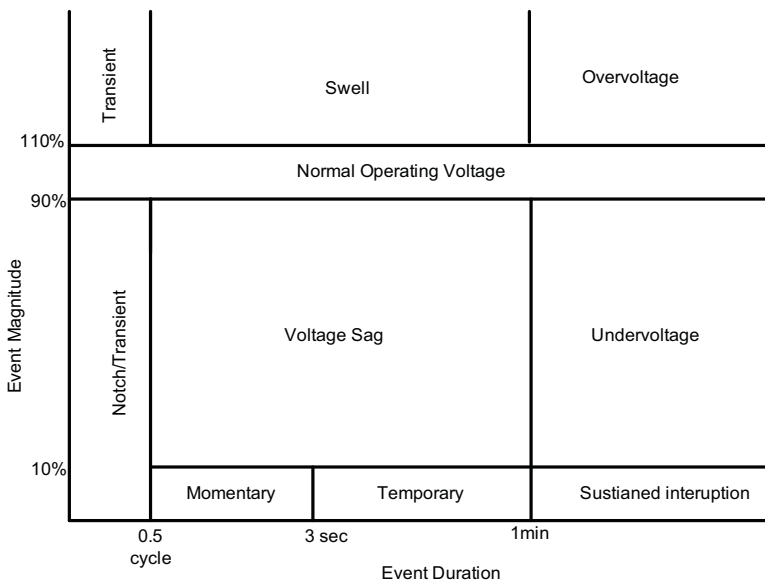 Transient
Swell
Overvoltage
110%
Normal Operating Voltage
90%
Event Magnitude
Notch/Transient
Voltage Sag
Undervoltage
10%
Momentary
Temporary
Sustianed interuption
0.5
cycle
3 sec
1min
Event Duration